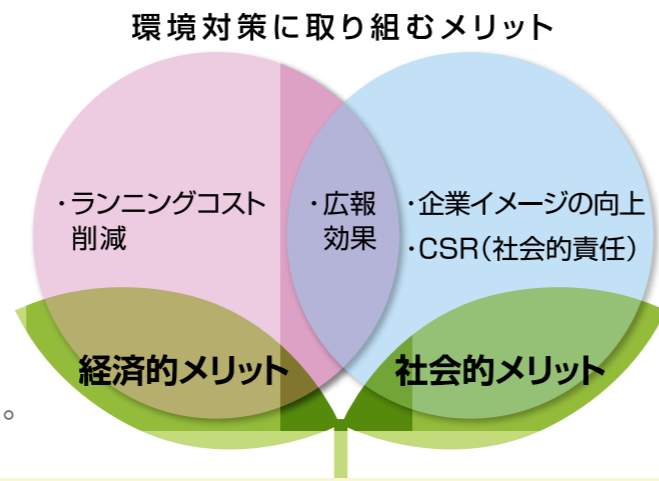 環境対策に取り組むメリット
・ランニングコスト
削減
・広報
効果
・企業イメージの向上
・CSR(社会的責任)
経済的メリット
社会的メリット
。